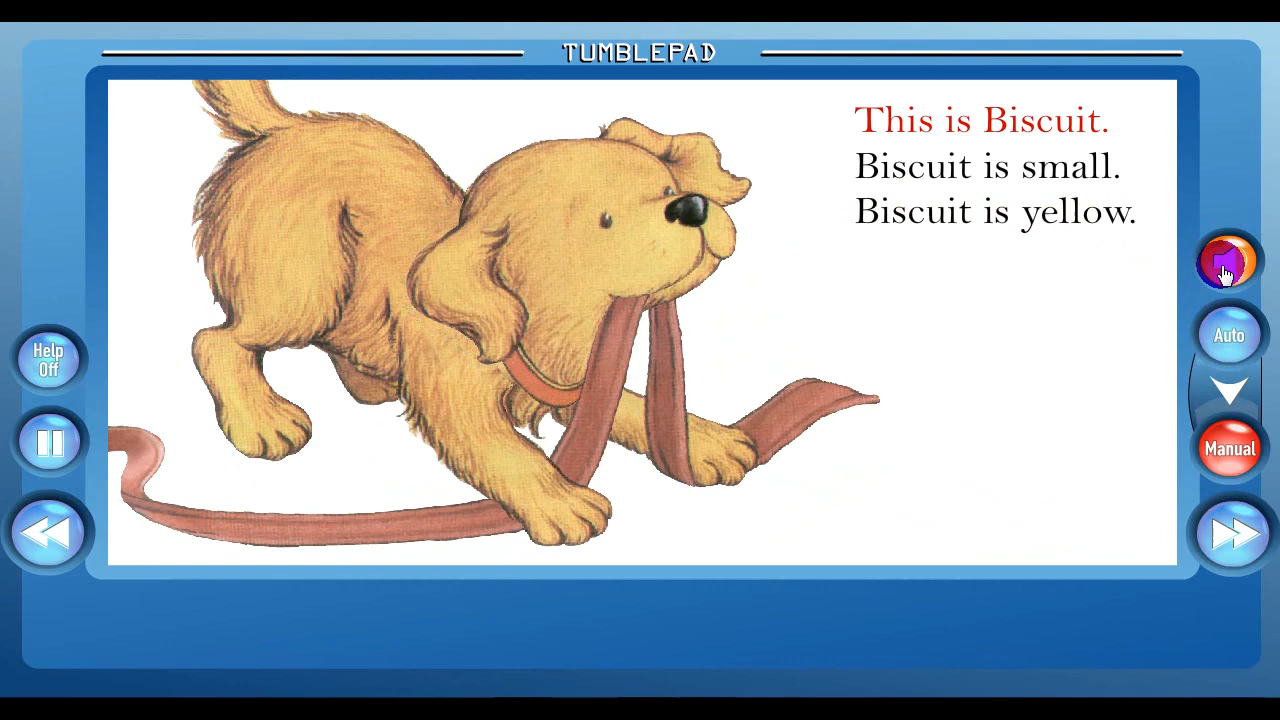 TUMBLEPAD
This is Biscuit.
Biscuit is small.
Biscuit is yellow.
Help
Off
Auto
Manual